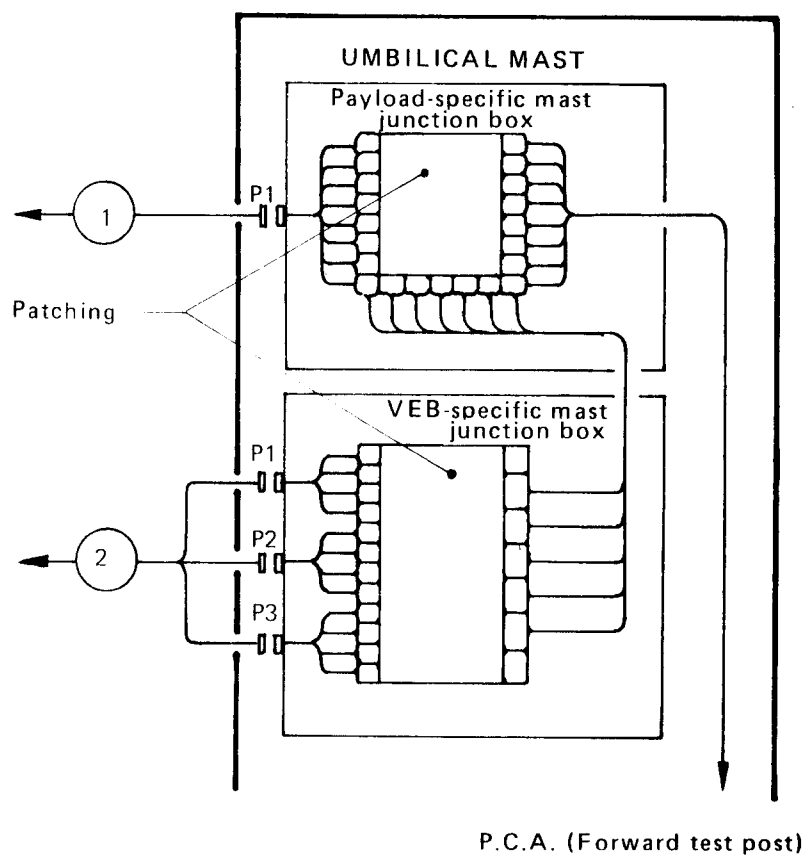 UMBILICAL MAST
Payload-specific mast
junction box
P1
1
Patching
VEB-specific mast
junction box
P1
P2
2
P3
P.C.A. (Forward test post)